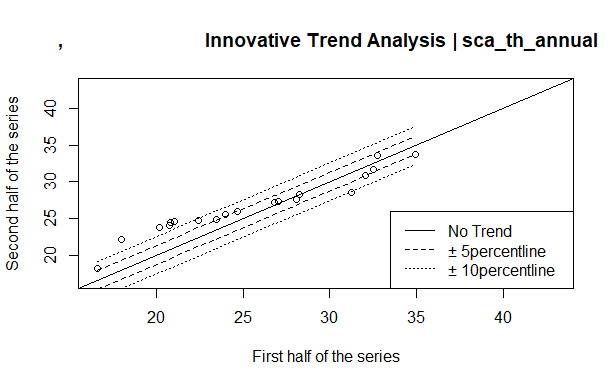 , Innovative Trend Analysis | sca_th_annual
Second half of the series
40
35
30
25
20
No Trend
± 5percentline
± 10percentline
20 25 30 35 40
First half of the series